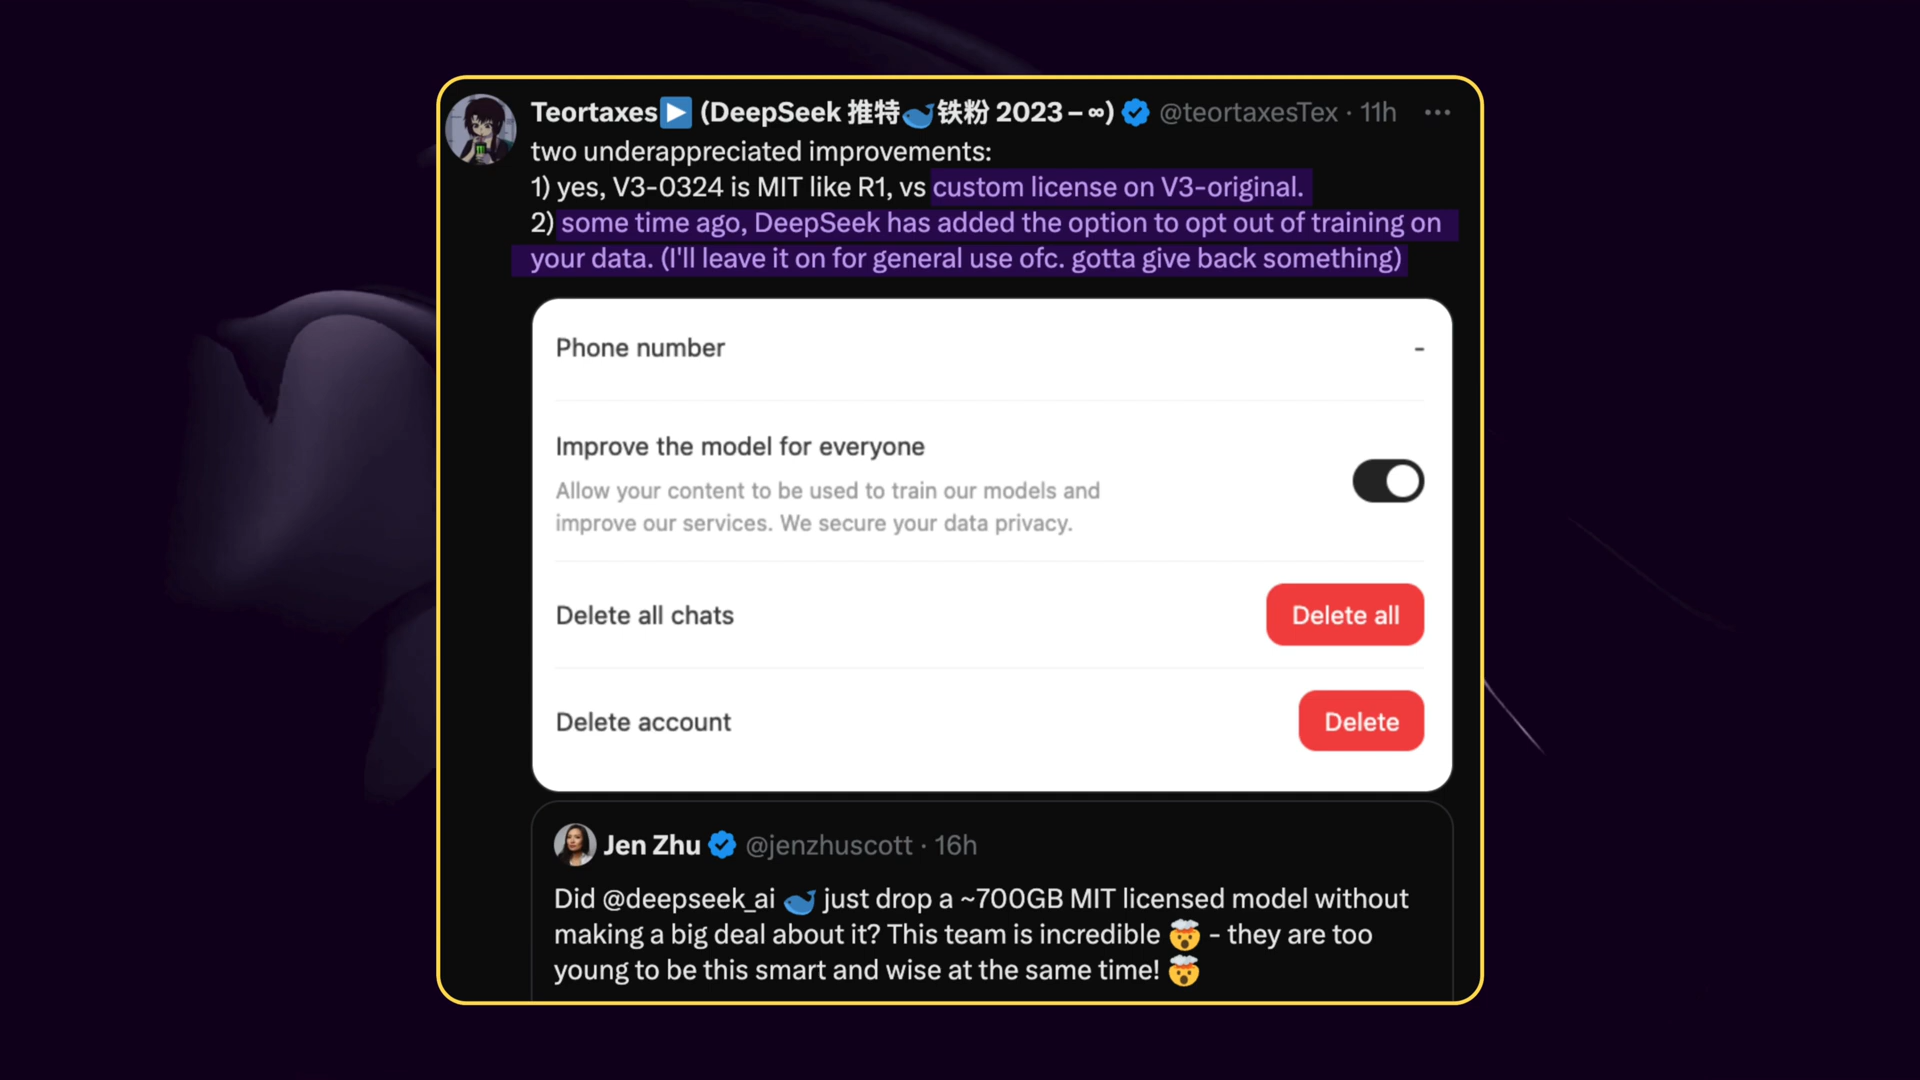 Teortaxes▶️ (DeepSeek 推特🐋铁粉 2023 – ∞) @teortaxesTex · 11h ···
two underappreciated improvements:
1) yes, V3-0324 is MIT like R1, vs custom license on V3-original.
2) some time ago, DeepSeek has added the option to opt out of training on
your data. (I'll leave it on for general use ofc. gotta give back something)
Phone number -
Improve the model for everyone
Allow your content to be used to train our models and
improve our services. We secure your data privacy.
Delete all chats Delete all
Delete account Delete
Jen Zhu @jenzhuscott · 16h
Did @deepseek_ai 🐋 just drop a ~700GB MIT licensed model without
making a big deal about it? This team is incredible 🤯 - they are too
young to be this smart and wise at the same time! 🤯